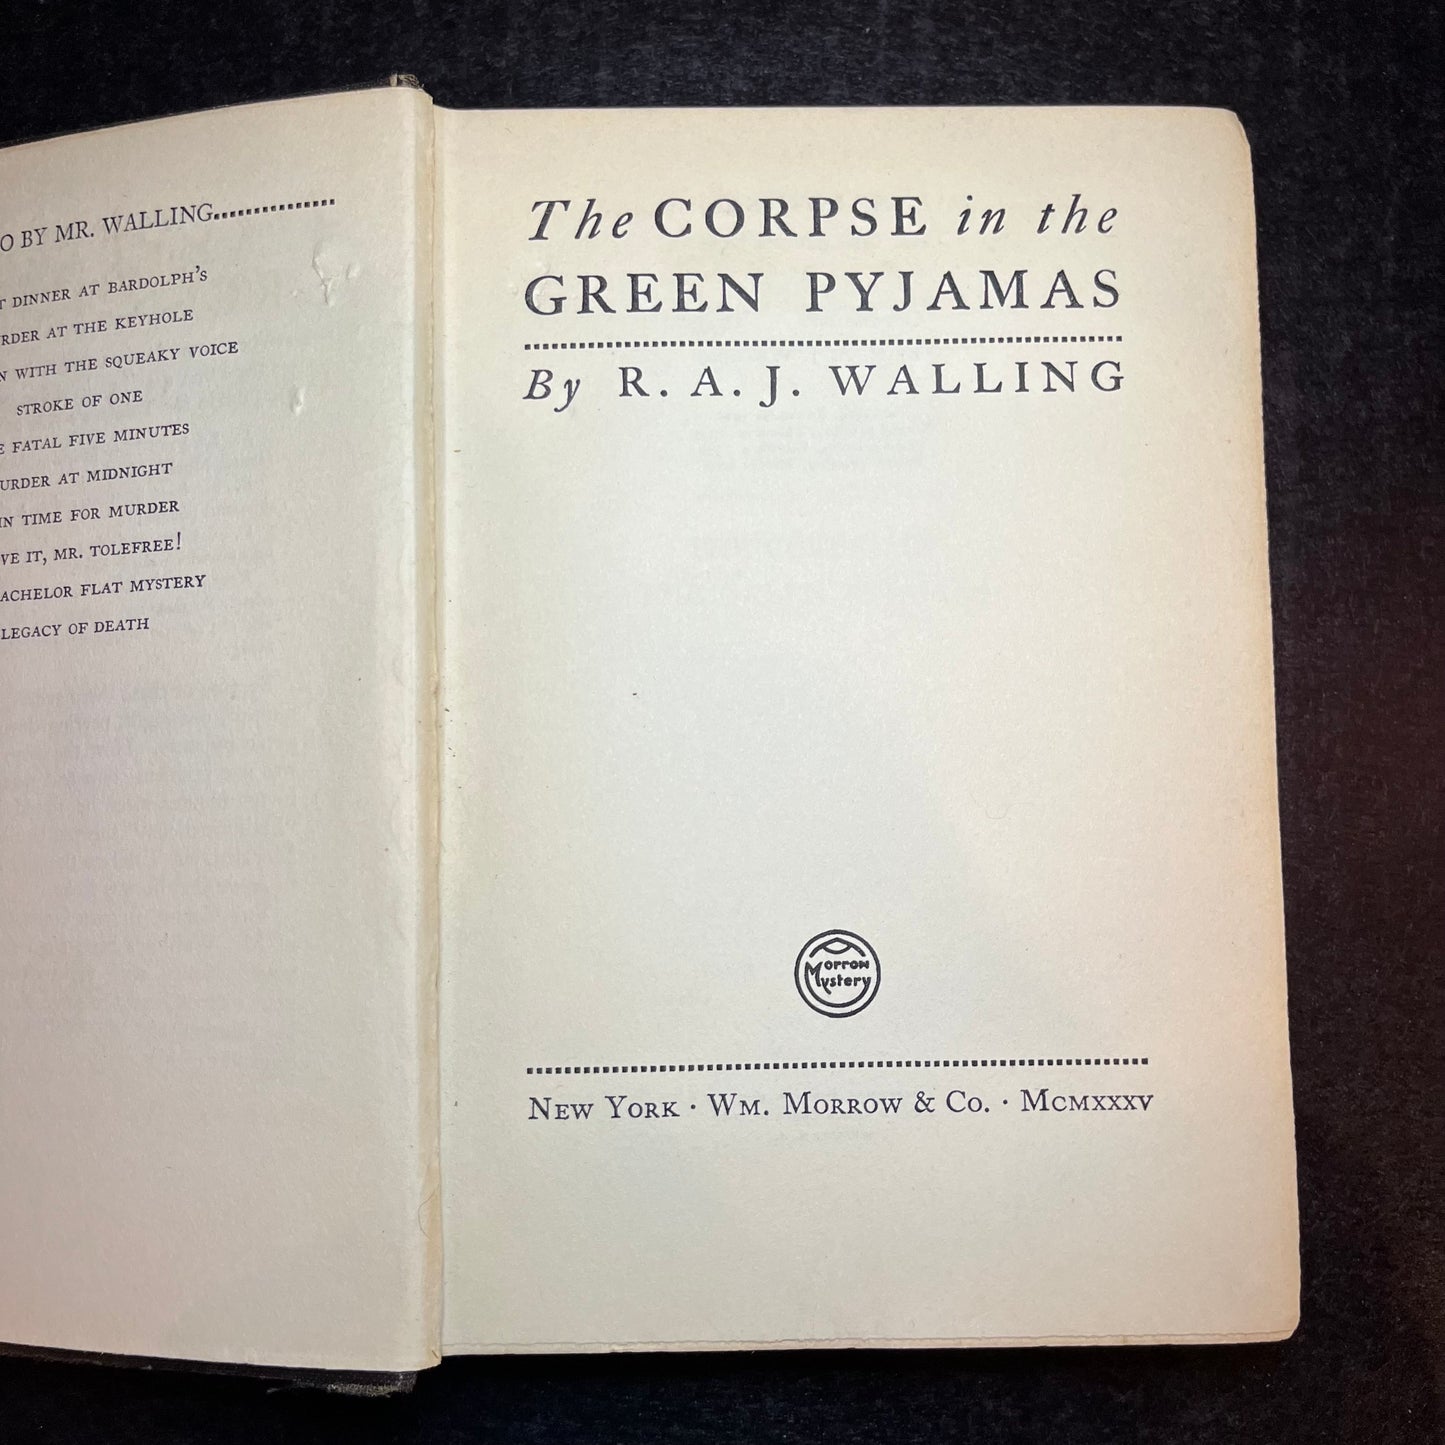 O BY MR. WALLING
T DINNER AT BARDOLPH'S
RDER AT THE KEYHOLE
N WITH THE SQUEAKY VOICE
STROKE OF ONE
E FATAL FIVE MINUTES
URDER AT MIDNIGHT
IN TIME FOR MURDER
VE IT, MR. TOLEFREE!
ACHELOR FLAT MYSTERY
LEGACY OF DEATH
The CORPSE in the
GREEN PYJAMAS
By R. A. J. WALLING
Morrow
Mystery
New York · Wm. Morrow & Co. · Mcmxxxv